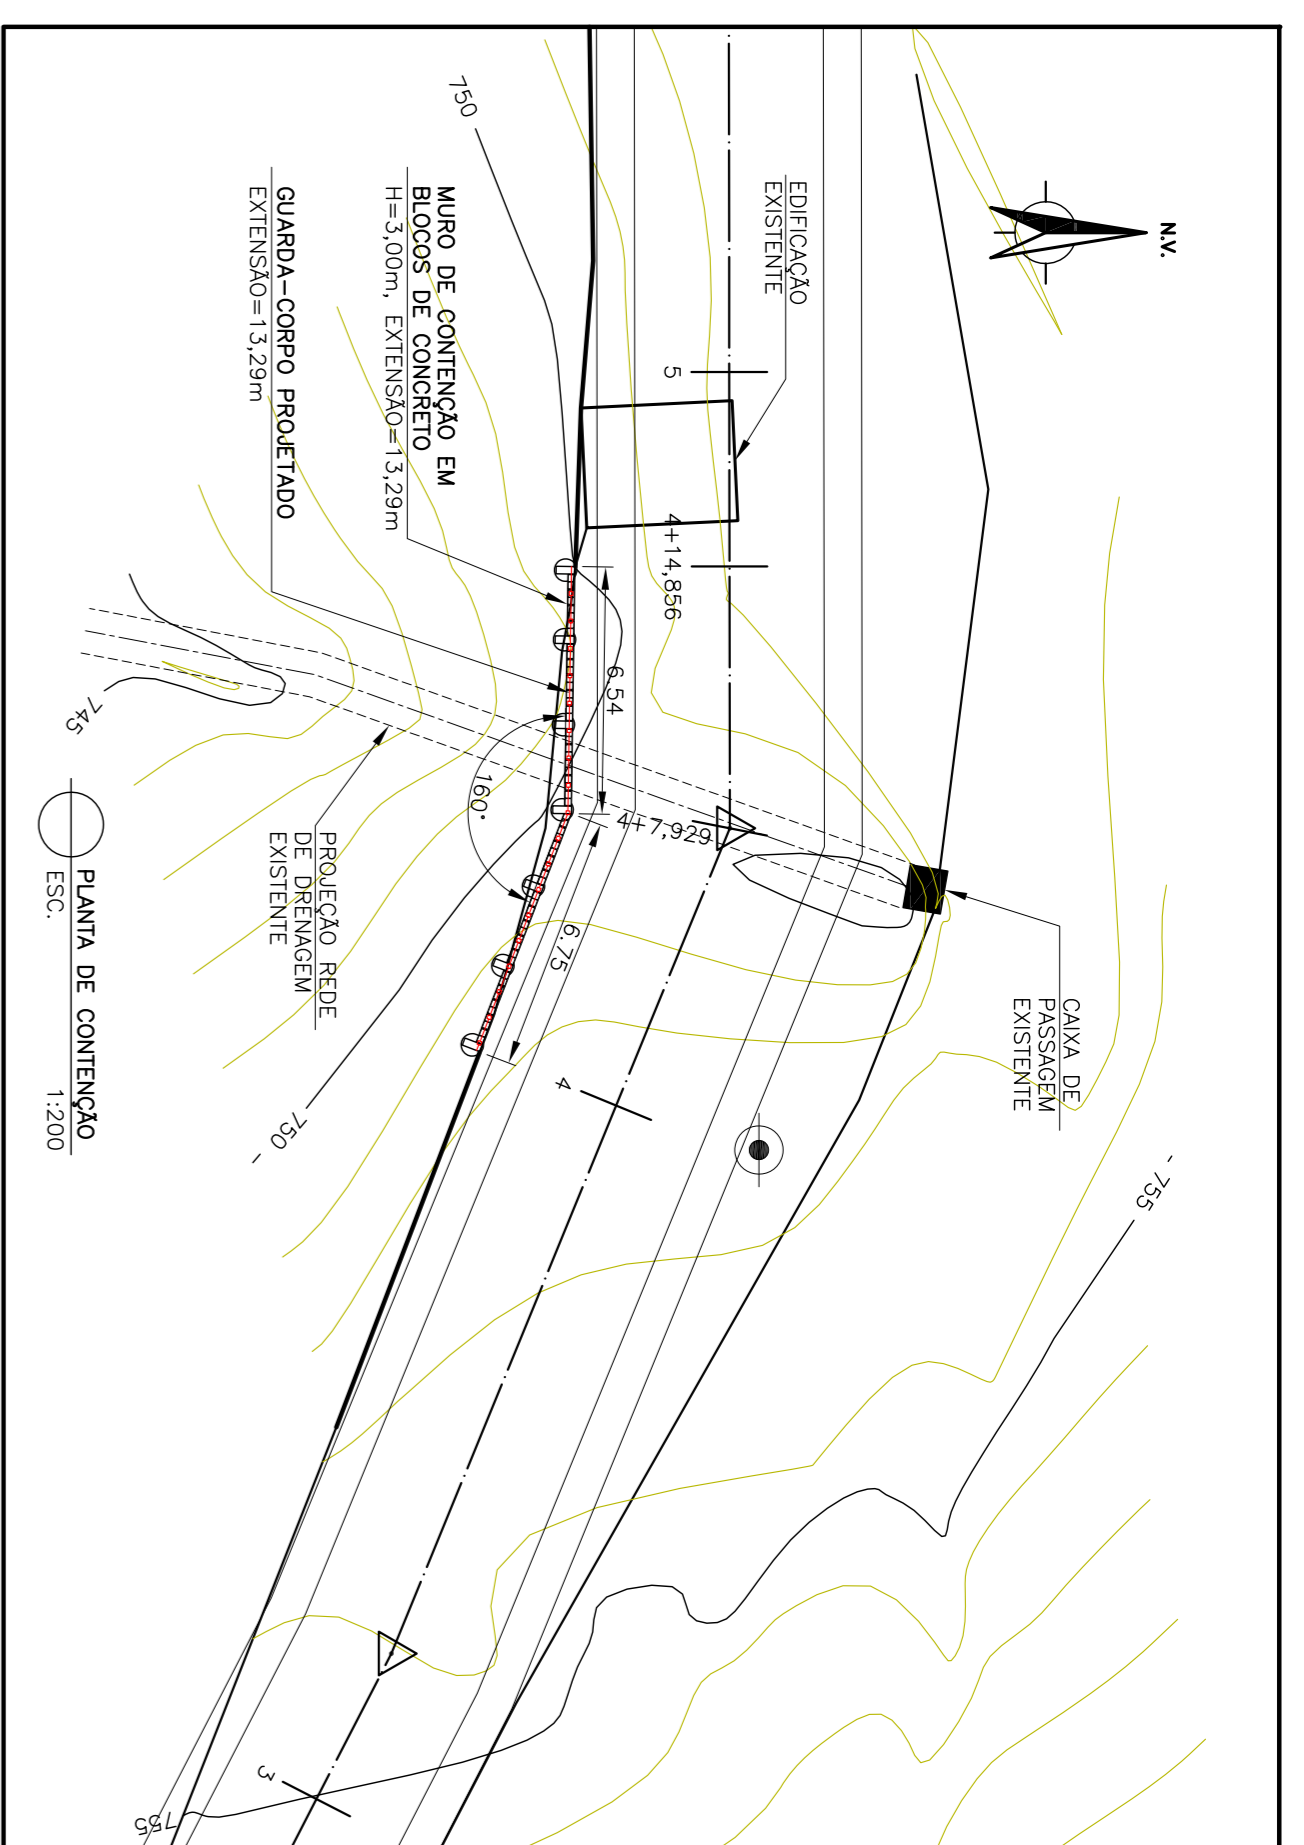 N.V.
EDIFICAÇÃO
EXISTENTE
750
MURO DE CONTENÇÃO EM
BLOCOS DE CONCRETO
H=3,00m, EXTENSÃO=13,29m
GUARDA-CORPO PROJETADO
EXTENSÃO=13,29m
5
4+14,856
6.54
4+7,929
160°
6.75
745
PROJEÇÃO REDE
DE DRENAGEM
EXISTENTE
CAIXA DE
PASSAGEM
EXISTENTE
4
750
755
3
755
PLANTA DE CONTENÇÃO
ESC. 1:200